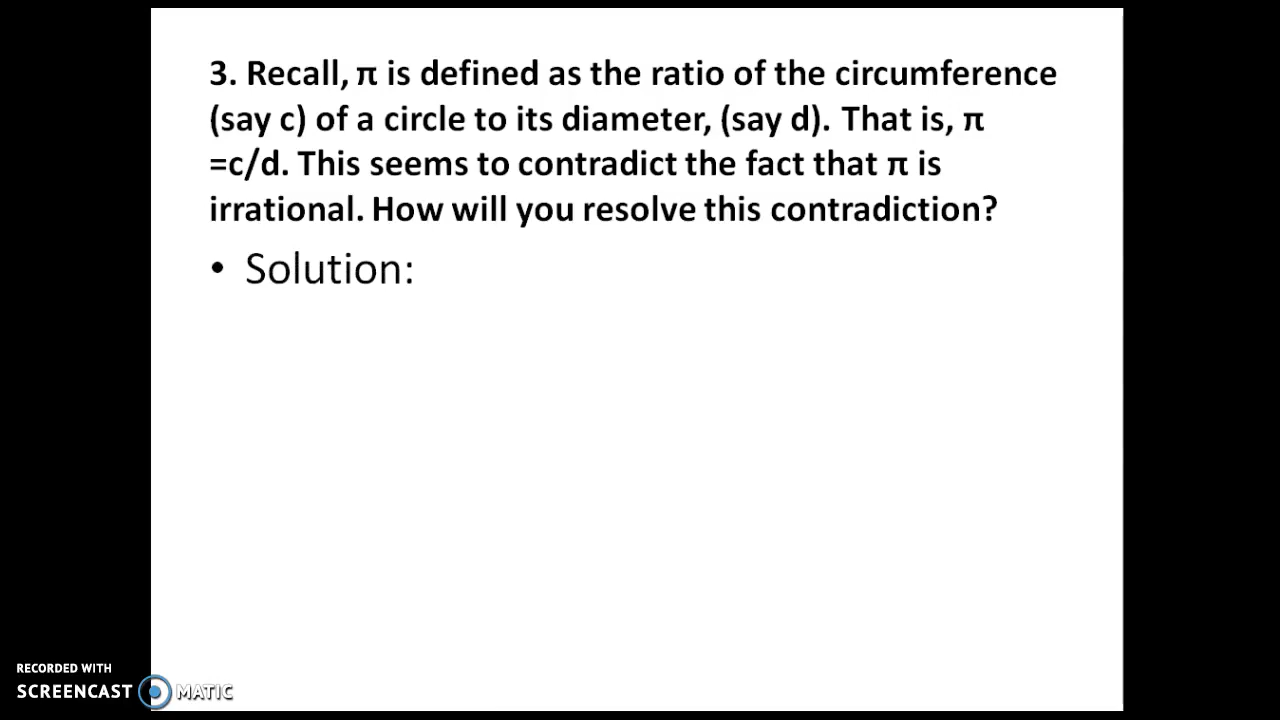 3. Recall, π is defined as the ratio of the circumference
(say c) of a circle to its diameter, (say d). That is, π
=c/d. This seems to contradict the fact that π is
irrational. How will you resolve this contradiction?
• Solution:
RECORDED WITH
SCREENCAST MATIC